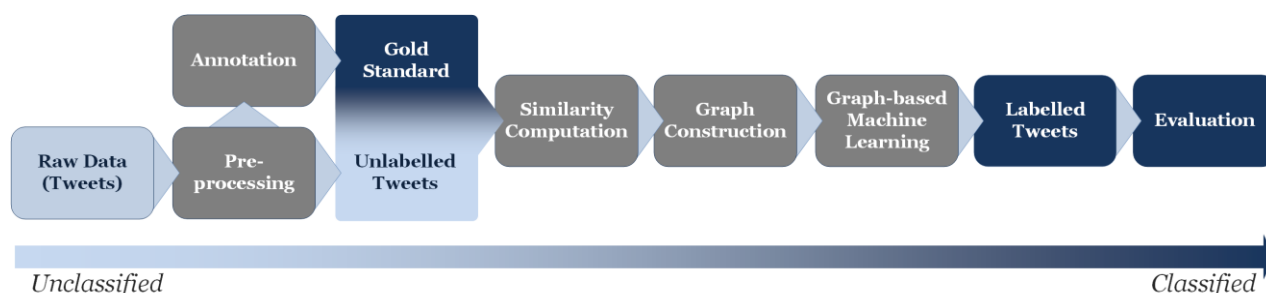 Raw Data
(Tweets)
Pre-
processing
Annotation
Gold
Standard
Unlabelled
Tweets
Similarity
Computation
Graph
Construction
Graph-based
Machine
Learning
Labelled
Tweets
Evaluation
Unclassified
Classified